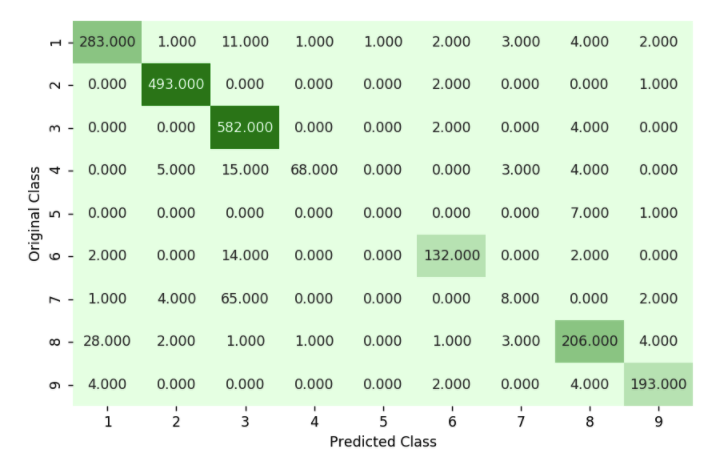 1 283.000 1.000 11.000 1.000 1.000 2.000 3.000 4.000 2.000
2 0.000 493.000 0.000 0.000 0.000 2.000 0.000 0.000 1.000
3 0.000 0.000 582.000 0.000 0.000 2.000 0.000 4.000 0.000
4 0.000 5.000 15.000 68.000 0.000 0.000 3.000 4.000 0.000
5 0.000 0.000 0.000 0.000 0.000 0.000 0.000 7.000 1.000
6 2.000 0.000 14.000 0.000 0.000 132.000 0.000 2.000 0.000
7 1.000 4.000 65.000 0.000 0.000 0.000 8.000 0.000 2.000
8 28.000 2.000 1.000 1.000 0.000 1.000 3.000 206.000 4.000
9 4.000 0.000 0.000 0.000 0.000 2.000 0.000 4.000 193.000
1 2 3 4 5 6 7 8 9
Predicted Class
Original Class